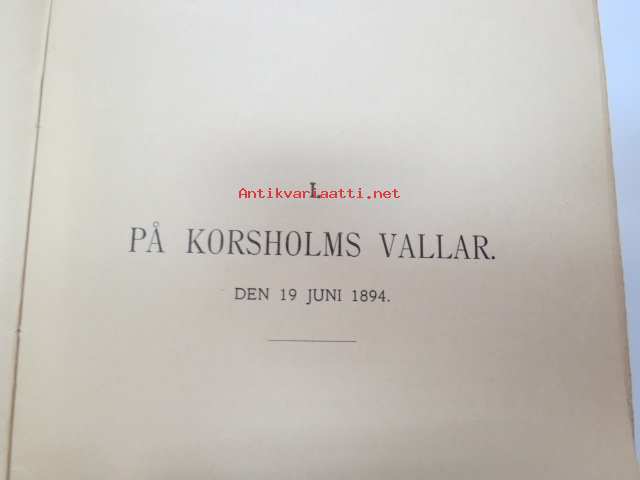 I.
Antikvariaatti.net
PÅ KORSHOLMS VALLAR.
DEN 19 JUNI 1894.